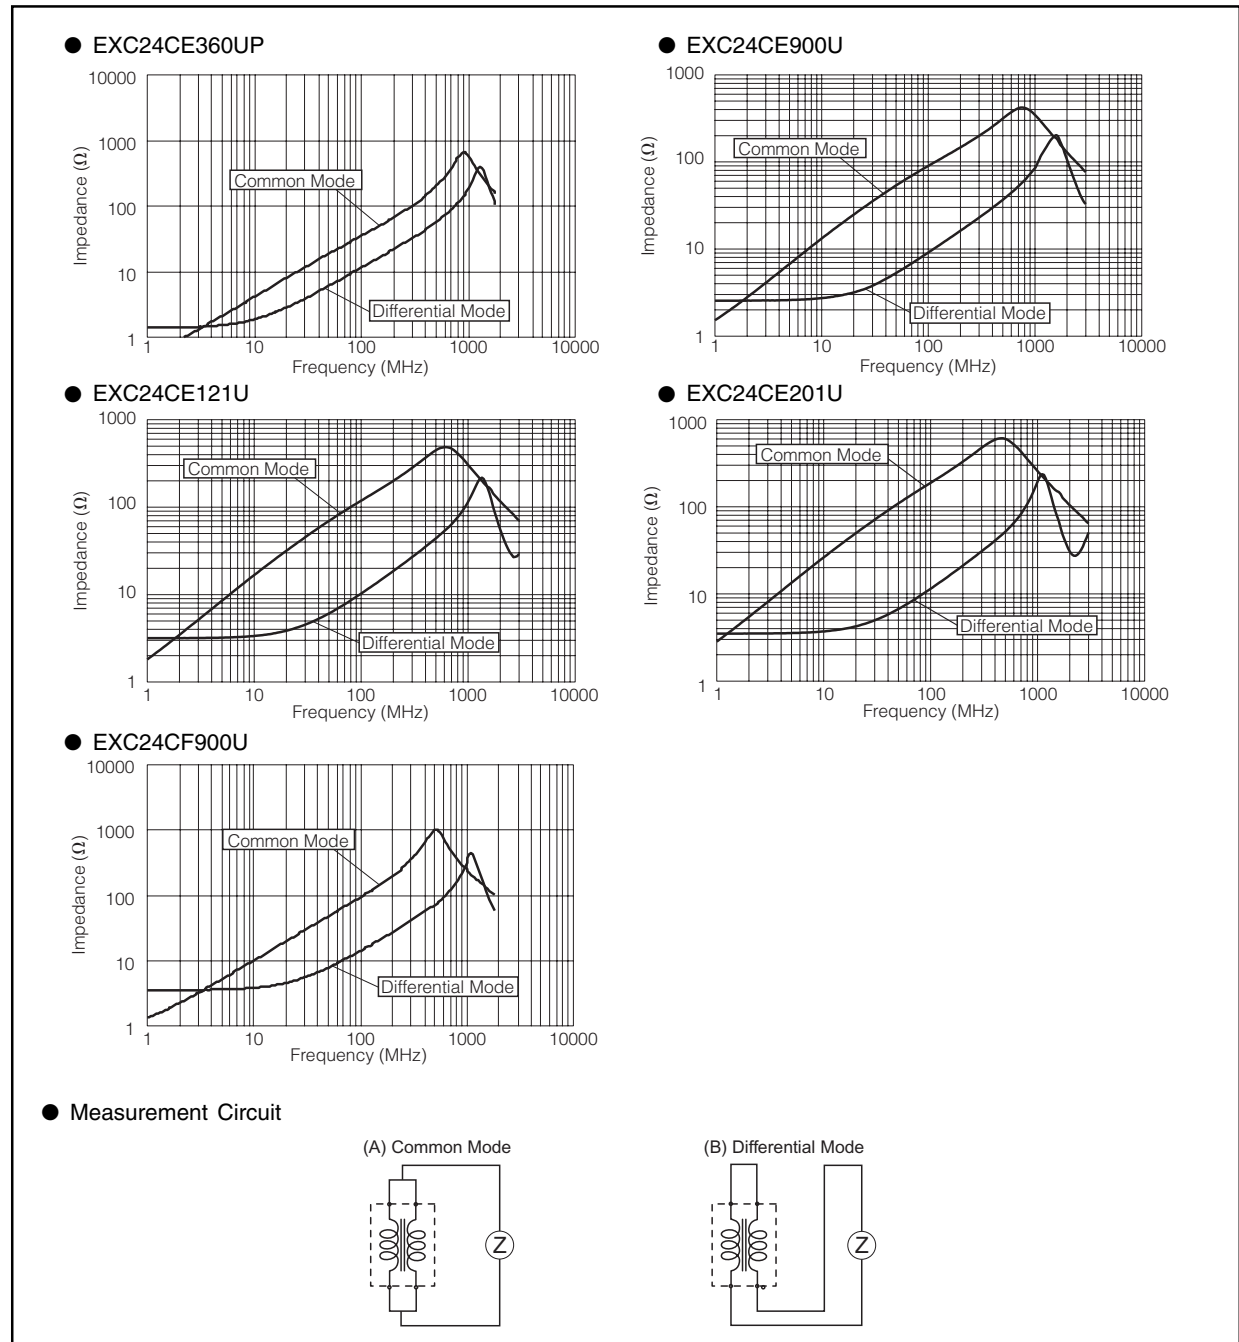 ● EXC24CE360UP
10000
1000
100
10
1
Impedance (Ω)
Common Mode
Differential Mode
1 10 100 1000 10000
Frequency (MHz)
● EXC24CE900U
1000
100
10
1
Impedance (Ω)
Common Mode
Differential Mode
1 10 100 1000 10000
Frequency (MHz)
● EXC24CE121U
1000
100
10
1
Impedance (Ω)
Common Mode
Differential Mode
1 10 100 1000 10000
Frequency (MHz)
● EXC24CE201U
1000
100
10
1
Impedance (Ω)
Common Mode
Differential Mode
1 10 100 1000 10000
Frequency (MHz)
● EXC24CF900U
10000
1000
100
10
1
Impedance (Ω)
Common Mode
Differential Mode
1 10 100 1000 10000
Frequency (MHz)
● Measurement Circuit
(A) Common Mode
Z
(B) Differential Mode
Z